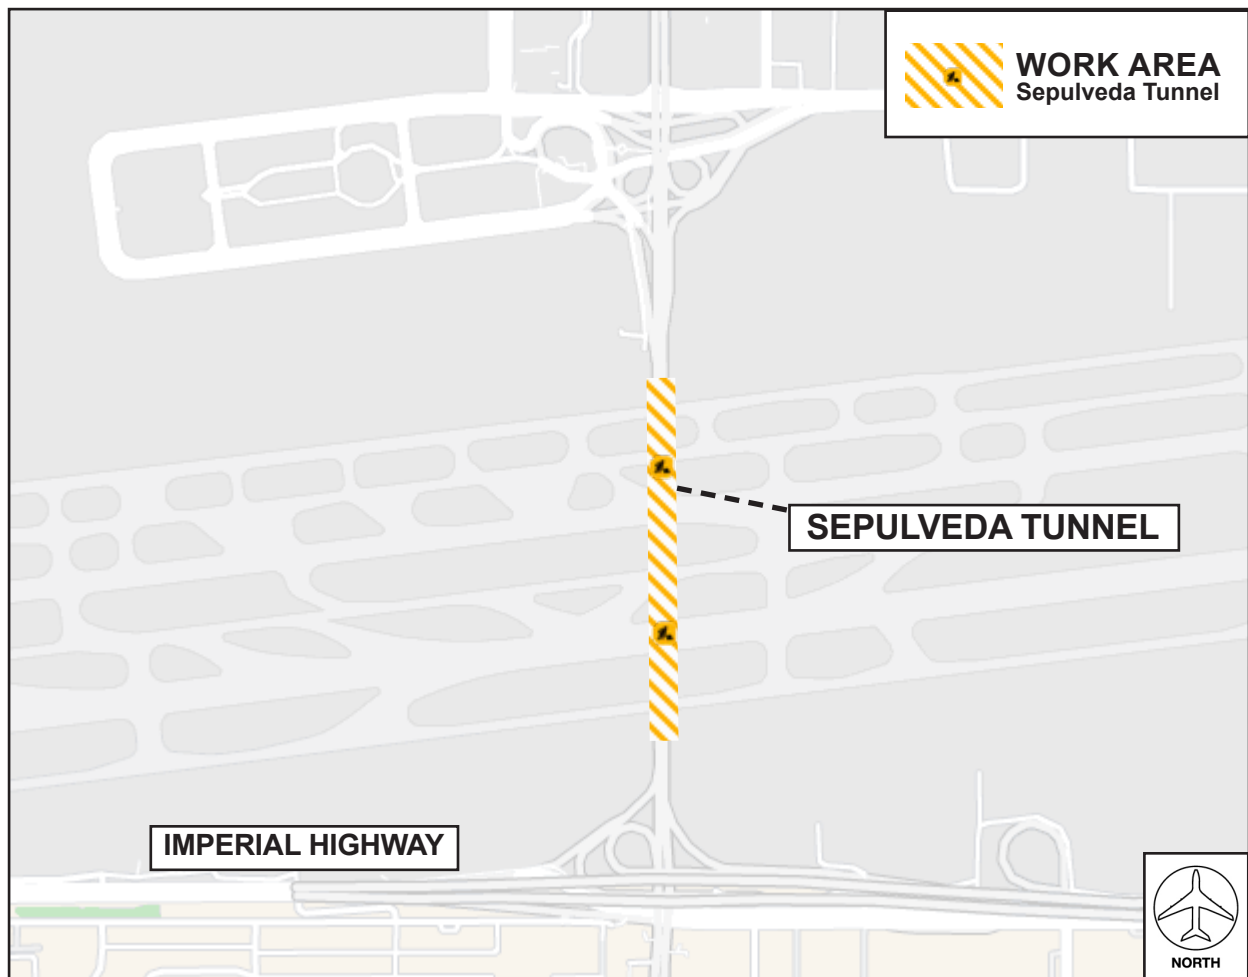 WORK AREA
Sepulveda Tunnel
SEPULVEDA TUNNEL
IMPERIAL HIGHWAY
NORTH